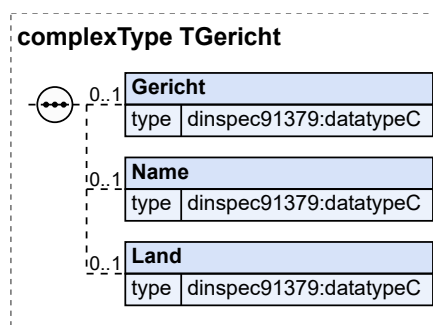 complexType TGericht
0..1 Gericht
type dinspec91379:datatypeC
0..1 Name
type dinspec91379:datatypeC
0..1 Land
type dinspec91379:datatypeC